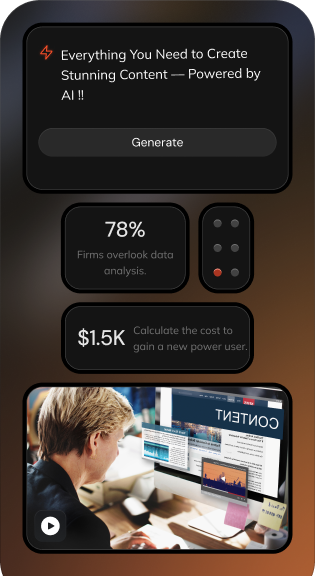 Everything You Need to Create
Stunning Content — Powered by
AI !!
Generate
78%
Firms overlook data
analysis.
$1.5K
Calculate the cost to
gain a new power user.
CONTENT